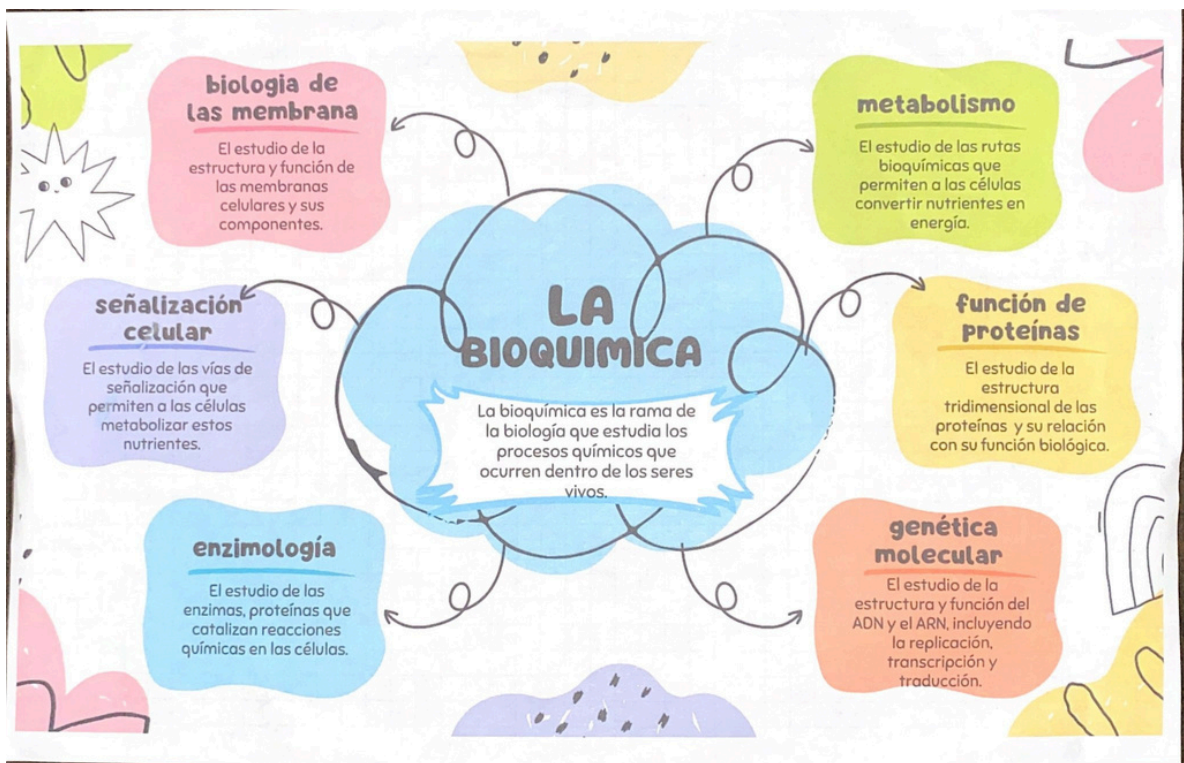 biologia de
las membrana
El estudio de la
estructura y función de
las membranas
celulares y sus
componentes.
metabolismo
El estudio de las rutas
bioquímicas que
permiten a las células
convertir nutrientes en
energía.
señalización
celular
El estudio de las vías de
señalización que
permiten a las células
metabolizar estos
nutrientes.
LA
BIOQUIMICA
La bioquímica es la rama de
la biología que estudia los
procesos químicos que
ocurren dentro de los seres
vivos.
función de
proteínas
El estudio de la
estructura
tridimensional de las
proteínas y su relación
con su función biológica.
enzimología
El estudio de las
enzimas, proteínas que
catalizan reacciones
químicas en las células.
genética
molecular
El estudio de la
estructura y función del
ADN y el ARN, incluyendo
la replicación,
transcripción y
traducción.